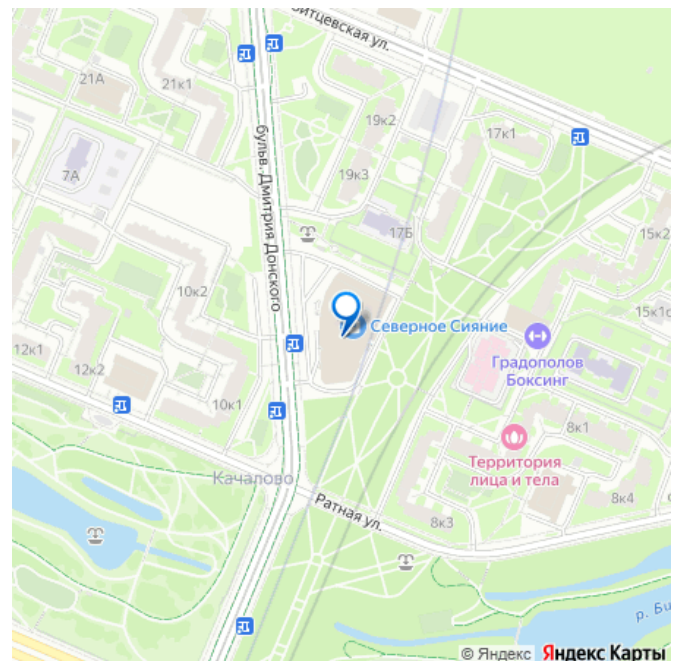 Битцевская ул.
21А
21к1
19к2
17к1
бульв. Дмитрия Донского
7А
19к3
17Б
15к2
10к2
Северное Сияние
15к1с
12к1
12к2
Градополов
Боксинг
10к1
8к1
Территория
лица и тела
Качалово
8к4
Ратная ул.
8к3
р. Би
© Яндекс Яндекс Карты